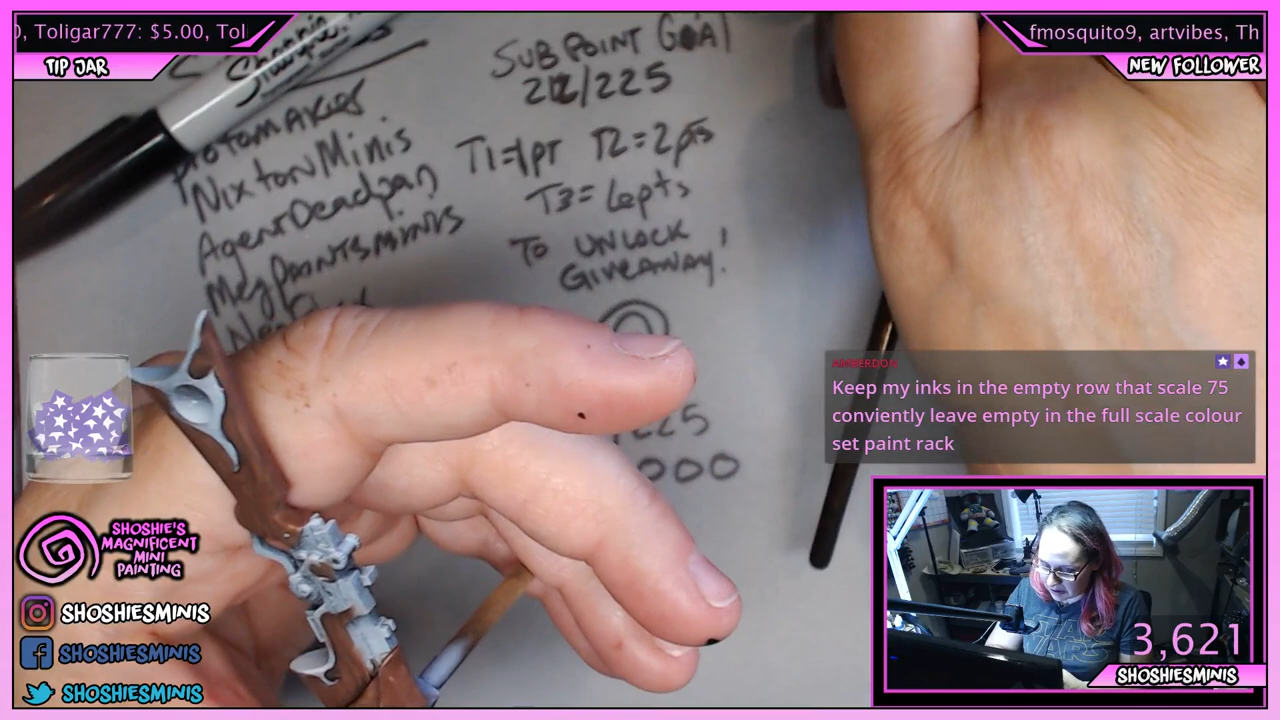 ), Toligar777: $5.00, Tol
TIP JAR
fmosquito9, artvibes, Th
NEW FOLLOWER
Sharpie
SUB POINT GOAL
/225
protomakes
NixtonMinis
AgentDeadpan
MegpaintsMinis
T1=1pt T2=2pts
T3=6pts
TO UNLOCK
GIVEAWAY!
225
000
AMBERDON
Keep my inks in the empty row that scale 75
conviently leave empty in the full scale colour
set paint rack
SHOSHIE'S
MAGNIFICENT
MINI
PAINTING
SHOSHIESMINIS
SHOSHIESMINIS
SHOSHIESMINIS
3,621
SHOSHIESMINIS